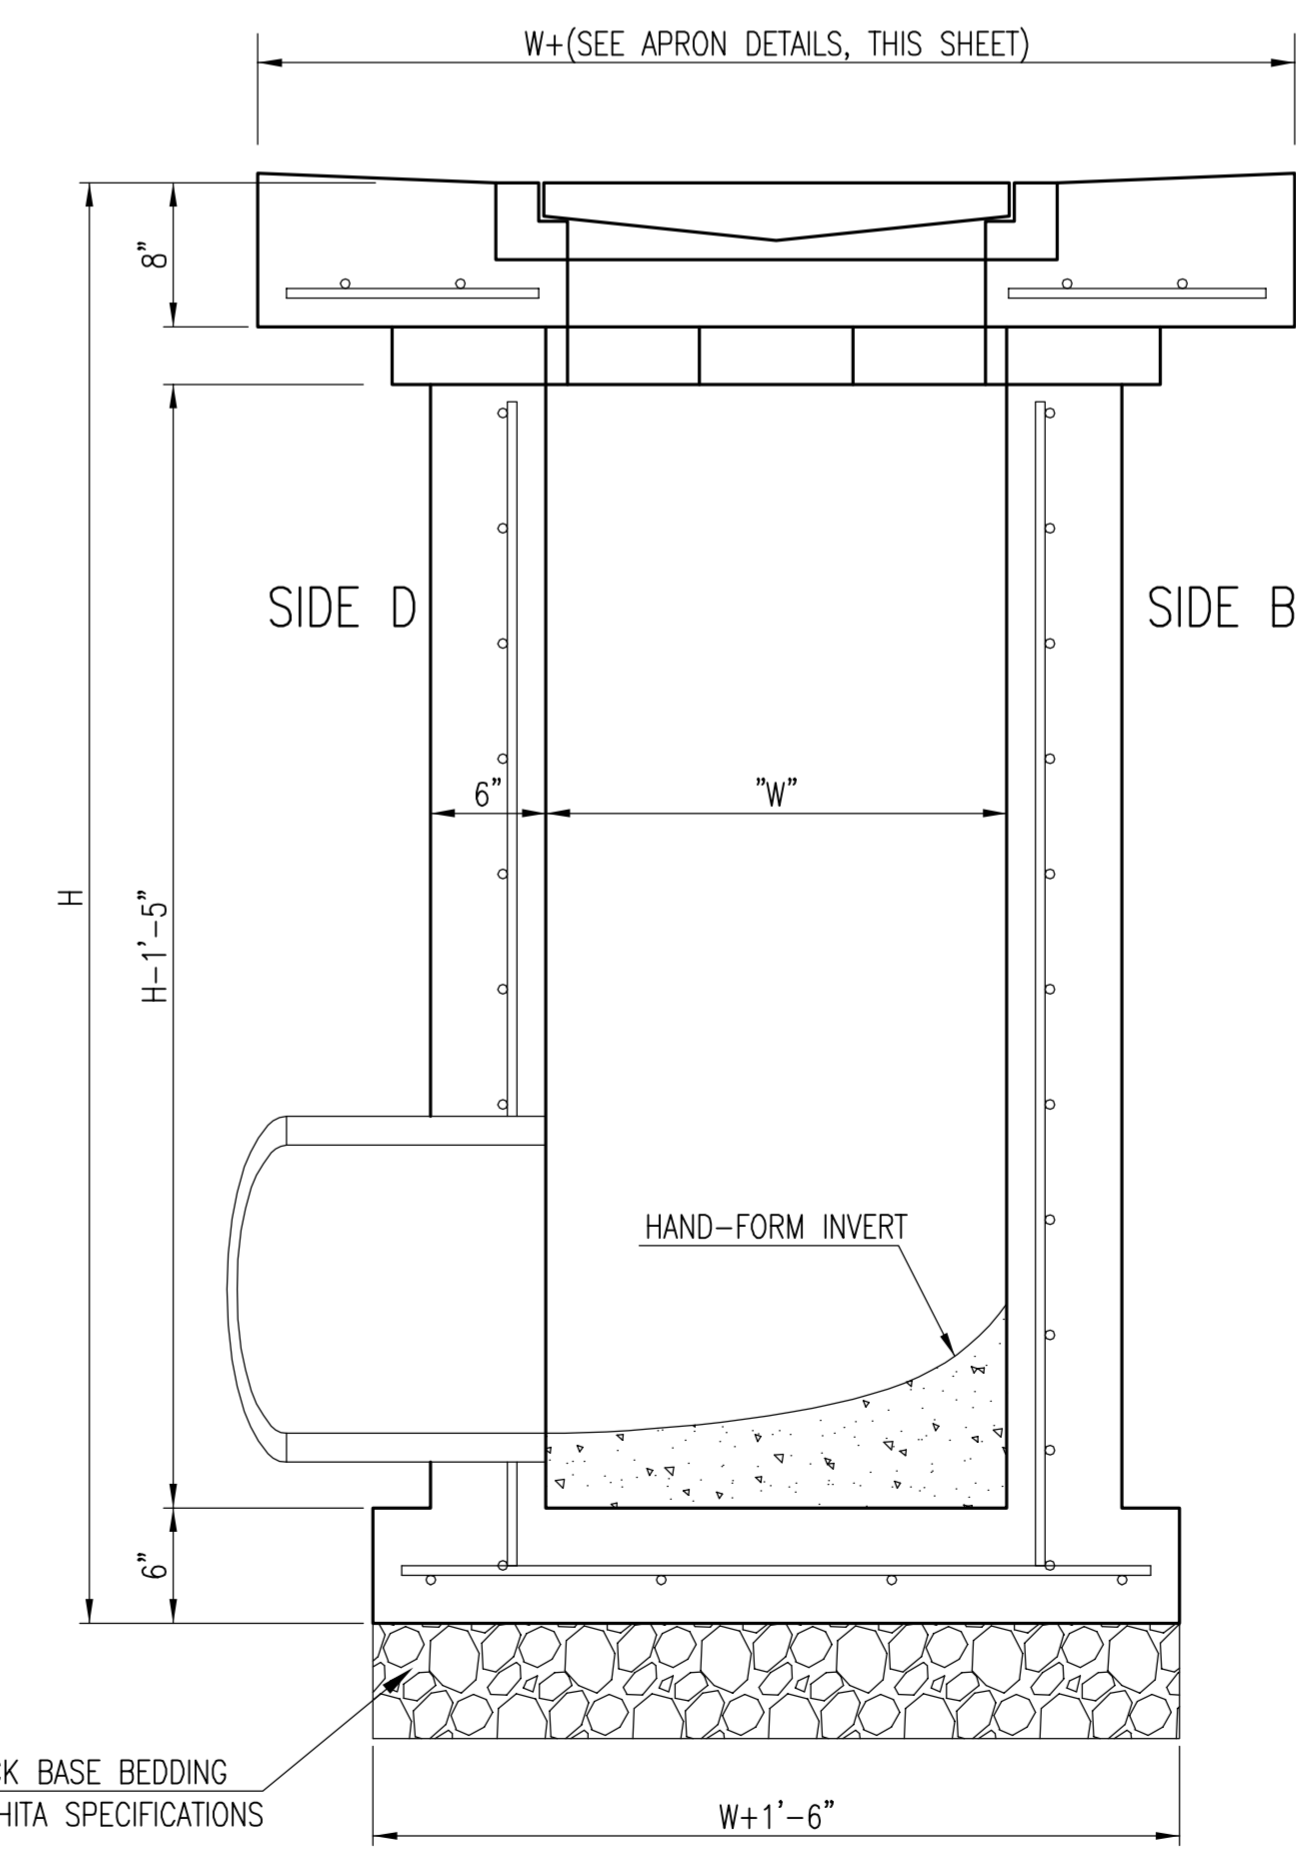 W+(SEE APRON DETAILS, THIS SHEET)
8"
SIDE D
SIDE B
6"
"W"
H
H-1'-5"
HAND-FORM INVERT
6"
BASE BEDDING
SPECIFICATIONS
W+1'-6"